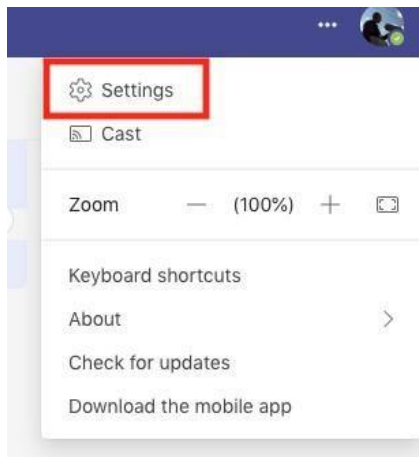 Settings
Cast
Zoom — (100%) +
Keyboard shortcuts
About
Check for updates
Download the mobile app